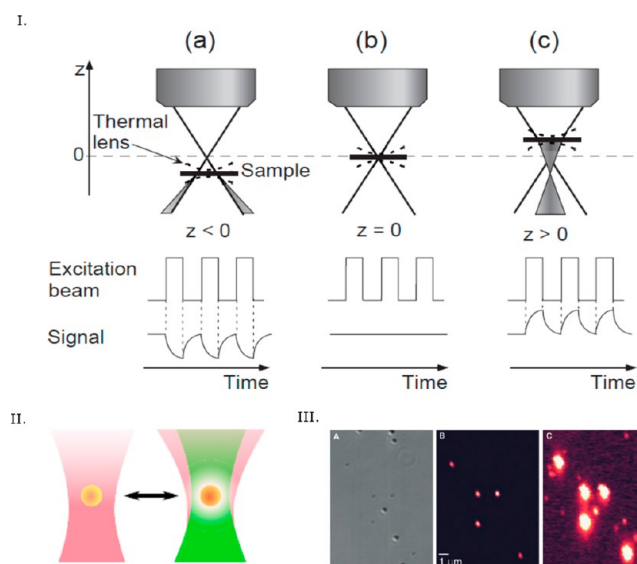 I.
(a) (b) (c)
z
Thermal
lens
0
Sample
z < 0 z = 0 z > 0
Excitation
beam
Signal
Time Time Time
II. III.
A B C
1 µm